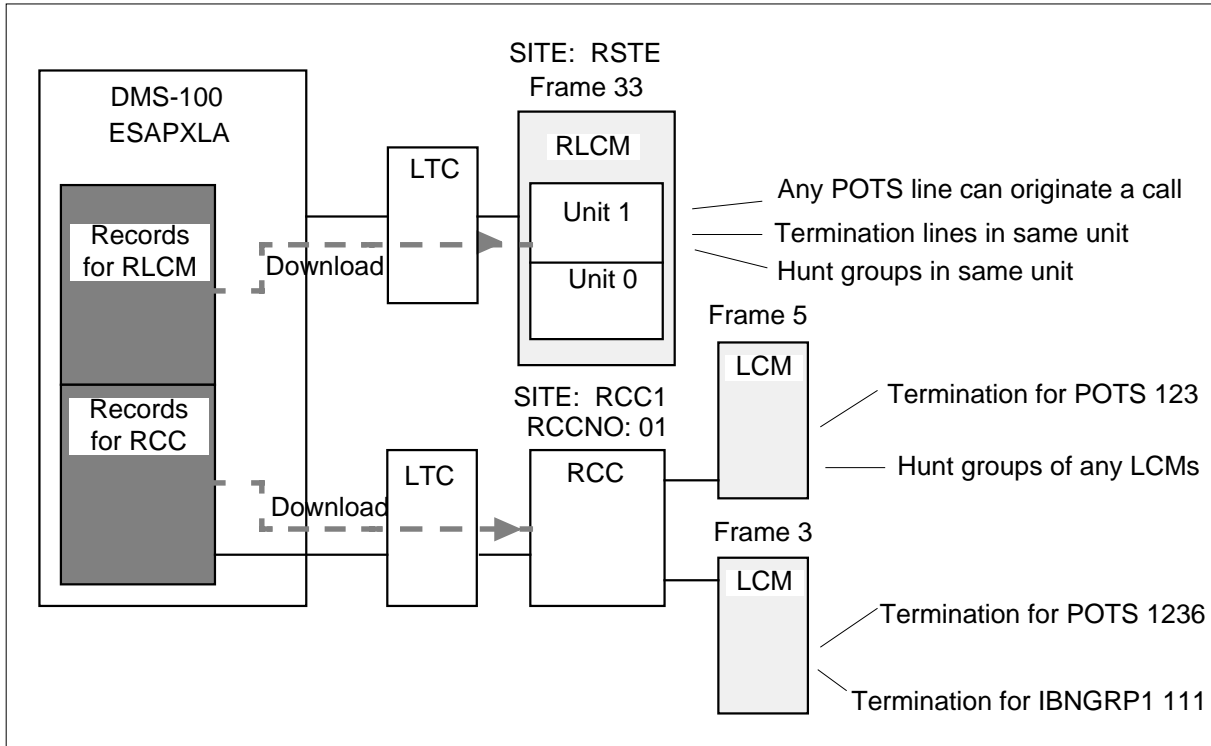 SITE: RSTE
Frame 33
DMS-100
ESAPXLA
LTC
RLCM
Unit 1
Unit 0
Any POTS line can originate a call
Termination lines in same unit
Hunt groups in same unit
Records
for RLCM
Download
Frame 5
LCM
SITE: RCC1
RCCNO: 01
Records
for RCC
Termination for POTS 123
Hunt groups of any LCMs
LTC
RCC
Download
Frame 3
LCM
Termination for POTS 1236
Termination for IBNGRP1 111